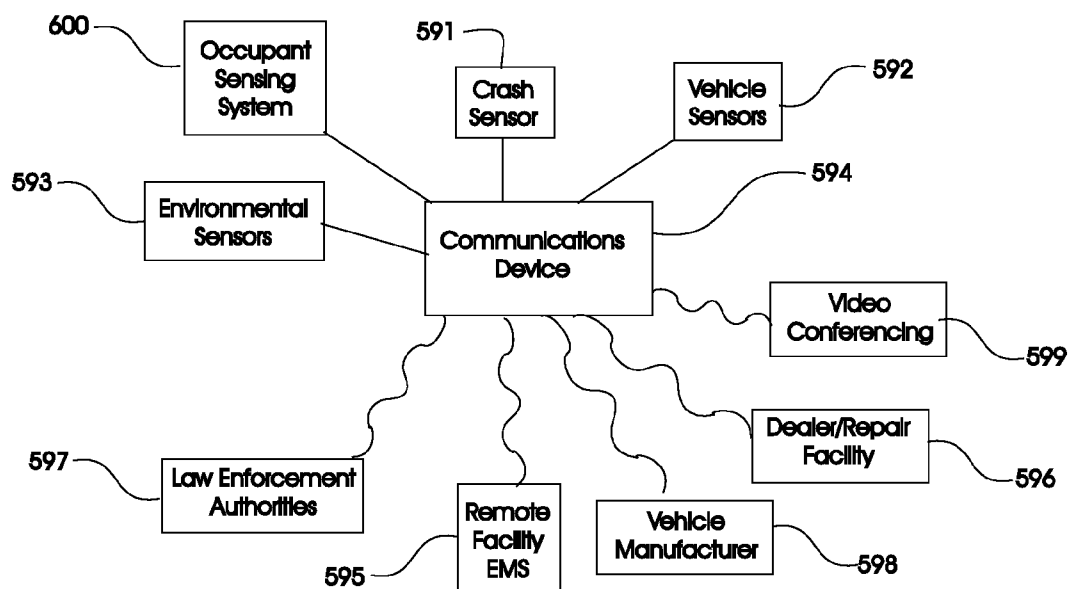 600
Occupant
Sensing
System
591
Crash
Sensor
592
Vehicle
Sensors
593
Environmental
Sensors
594
Communications
Device
Video
Conferencing
599
Dealer/Repair
Facility
596
597
Law Enforcement
Authorities
Remote
Facility
EMS
595
Vehicle
Manufacturer
598